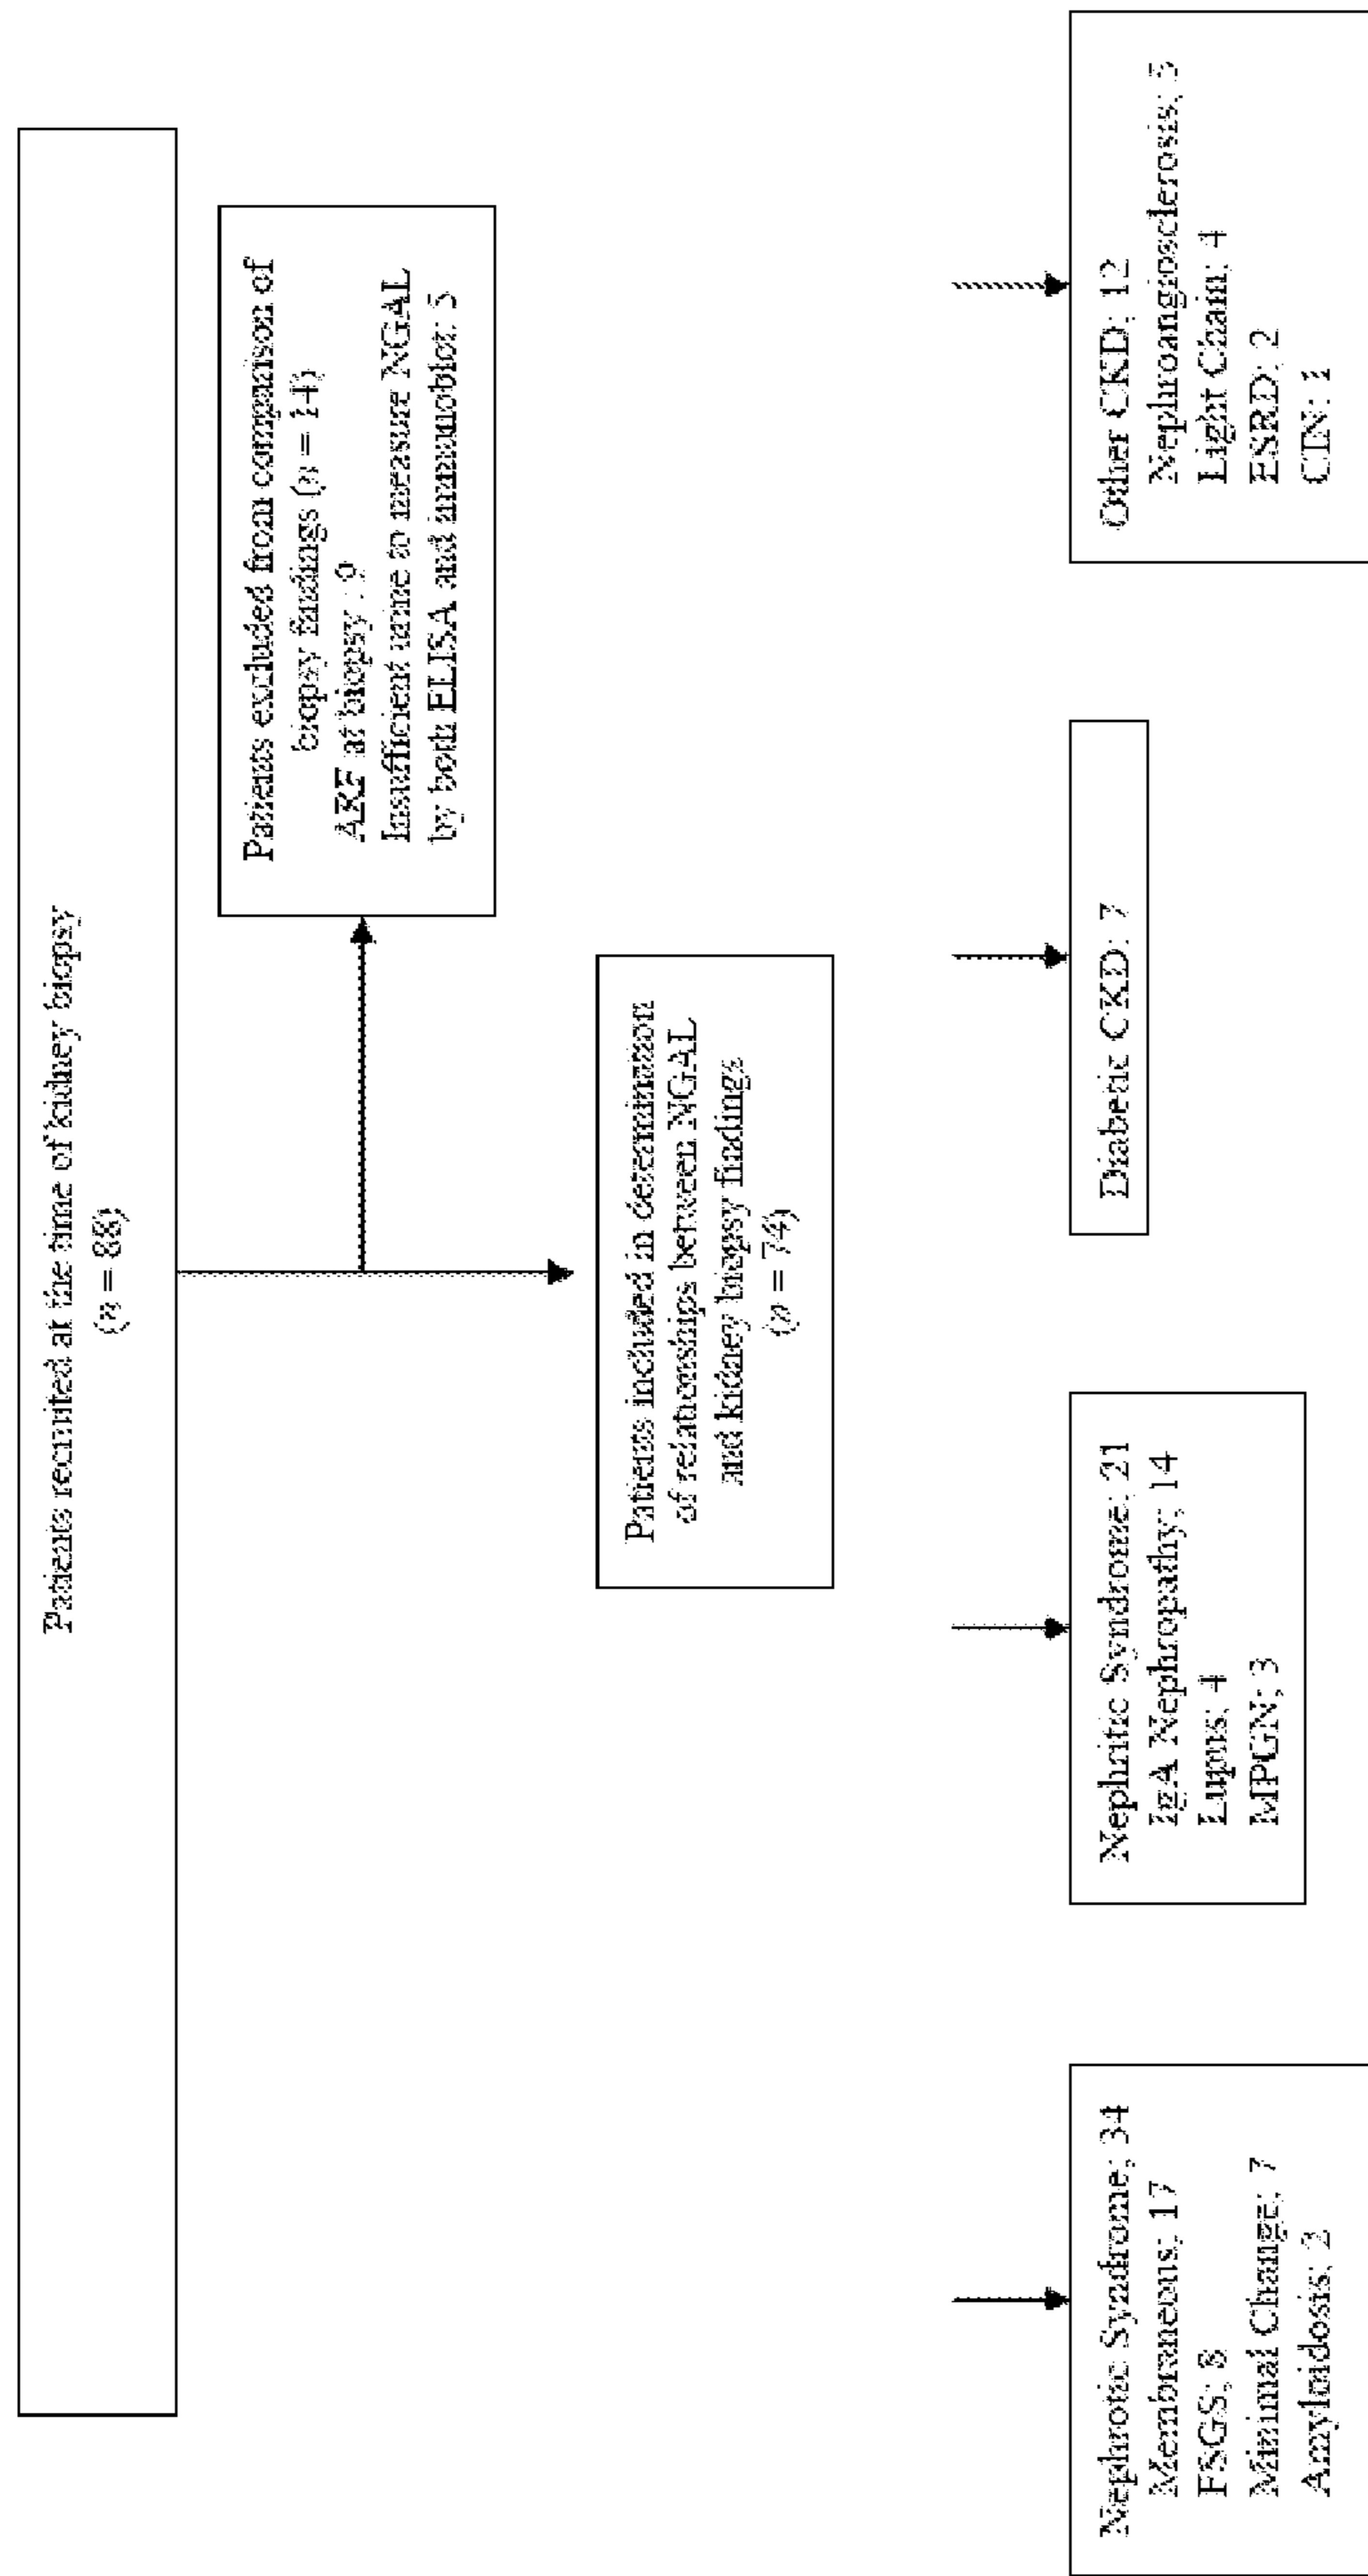 Patients recruited at the time of kidney biopsy
(n = 88)
Patients excluded from comparison of
biopsy findings (n = 14)
ARF at biopsy : 9
Insufficient urine to measure NGAL
by both ELISA and immunoblot: 5
Patients included in determination
of relationships between NGAL
and kidney biopsy findings
(n = 74)
Nephrotic Syndrome; 34
Membraneous; 17
FSGS; 8
Minimal Change; 7
Amyloidosis; 2
Nephritic Syndrome; 21
IgA Nephropathy; 14
Lupus; 4
MPGN; 3
Diabetic CKD: 7
Other CKD; 12
Nephroangiosclerosis; 5
Light Chain; 4
ESRD; 2
CIN; 1